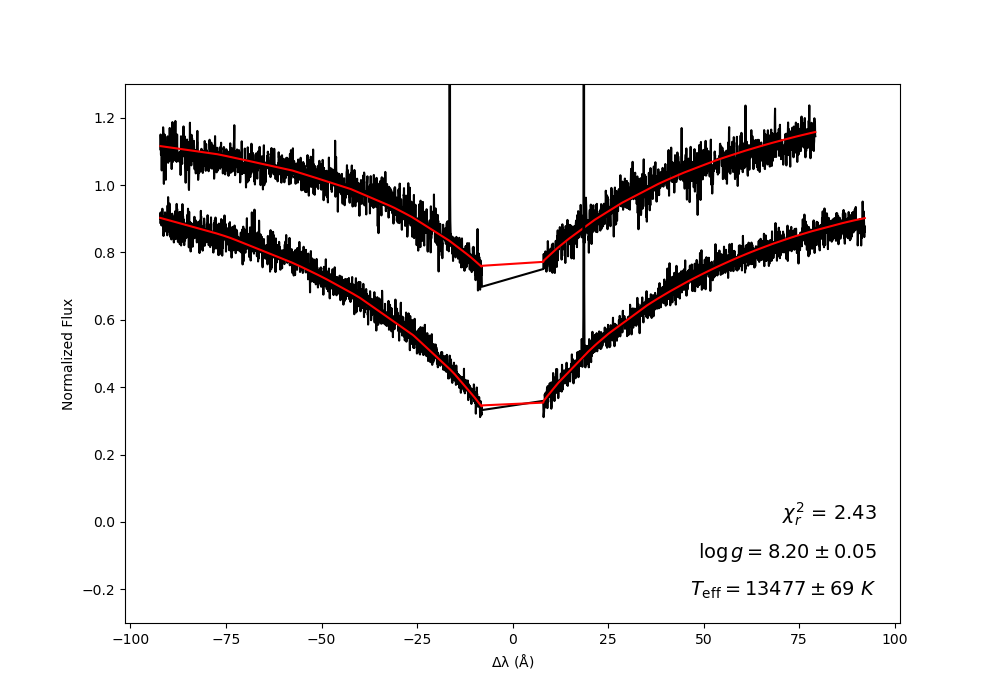 1.2
1.0
0.8
0.6
0.4
0.2
0.0
−0.2
Normalized Flux
χ²ᵣ = 2.43
log g = 8.20 ± 0.05
T_eff = 13477 ± 69 K
−100 −75 −50 −25 0 25 50 75 100
Δλ (Å)